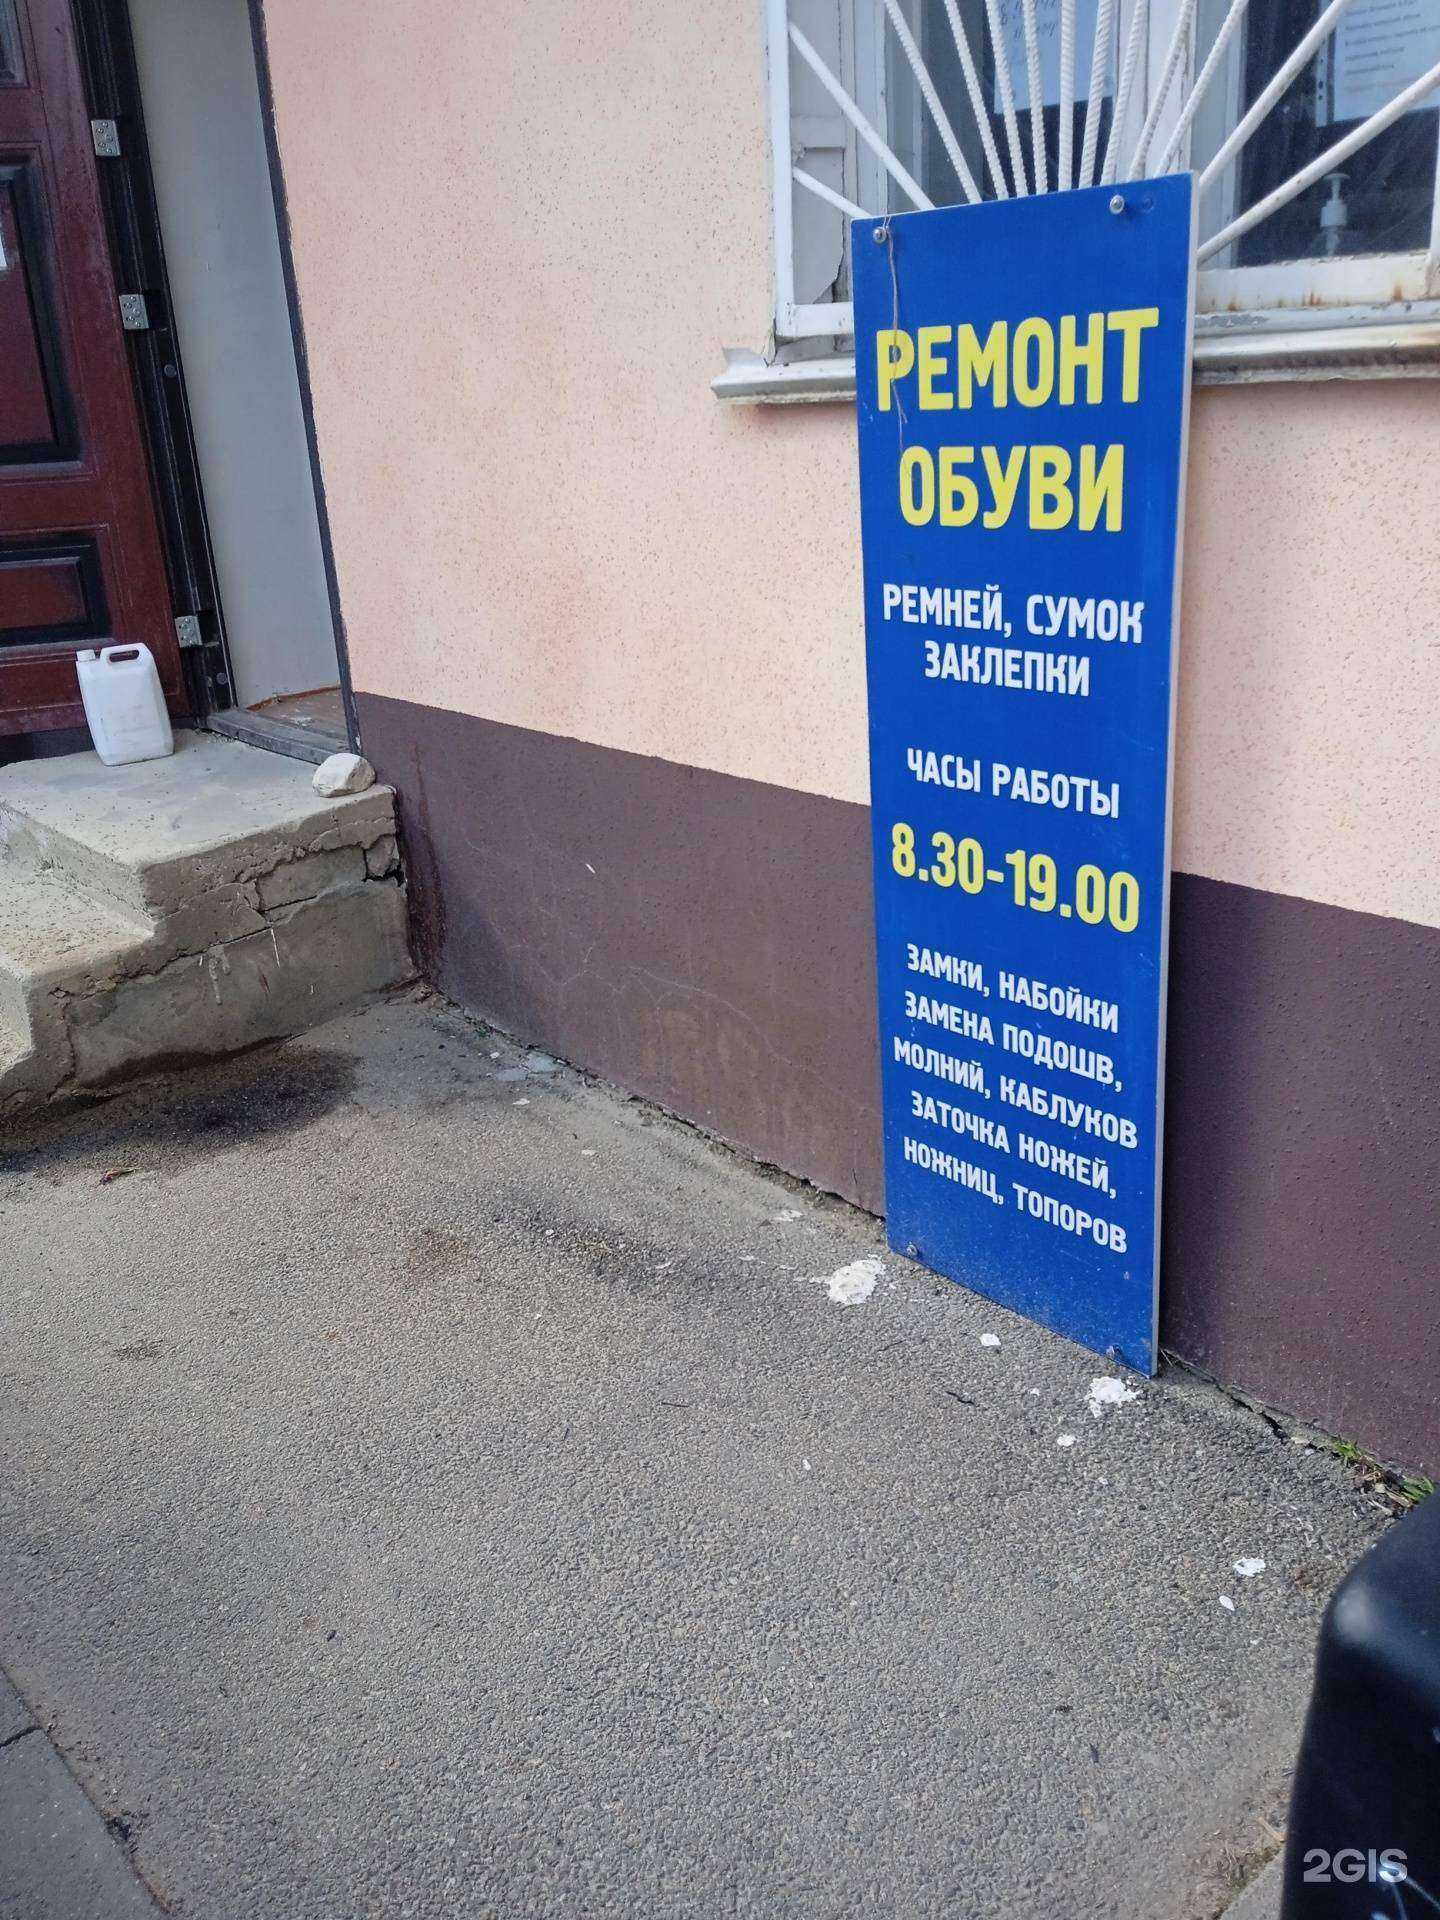 РЕМОНТ
ОБУВИ
РЕМНЕЙ, СУМОК
ЗАКЛЕПКИ
ЧАСЫ РАБОТЫ
8.30-19.00
ЗАМКИ, НАБОЙКИ
ЗАМЕНА ПОДОШВ,
МОЛНИЙ, КАБЛУКОВ
ЗАТОЧКА НОЖЕЙ,
НОЖНИЦ, ТОПОРОВ
2GIS